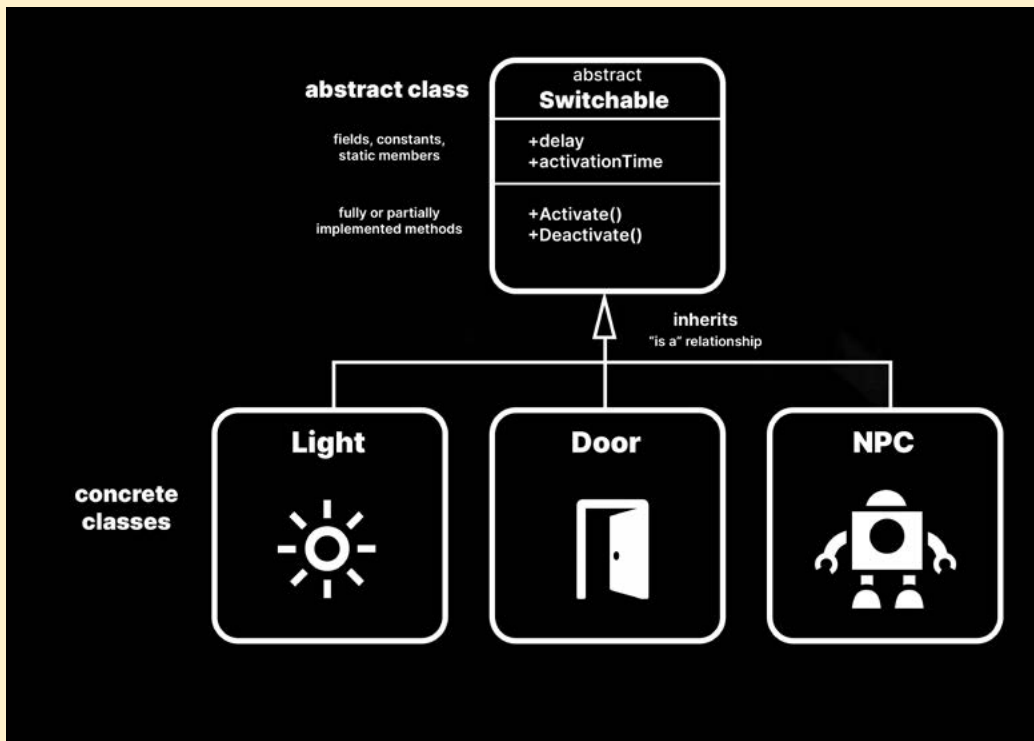 abstract class
abstract
Switchable
fields, constants,
static members
+delay
+activationTime
fully or partially
implemented methods
+Activate()
+Deactivate()
inherits
"is a" relationship
concrete
classes
Light
Door
NPC